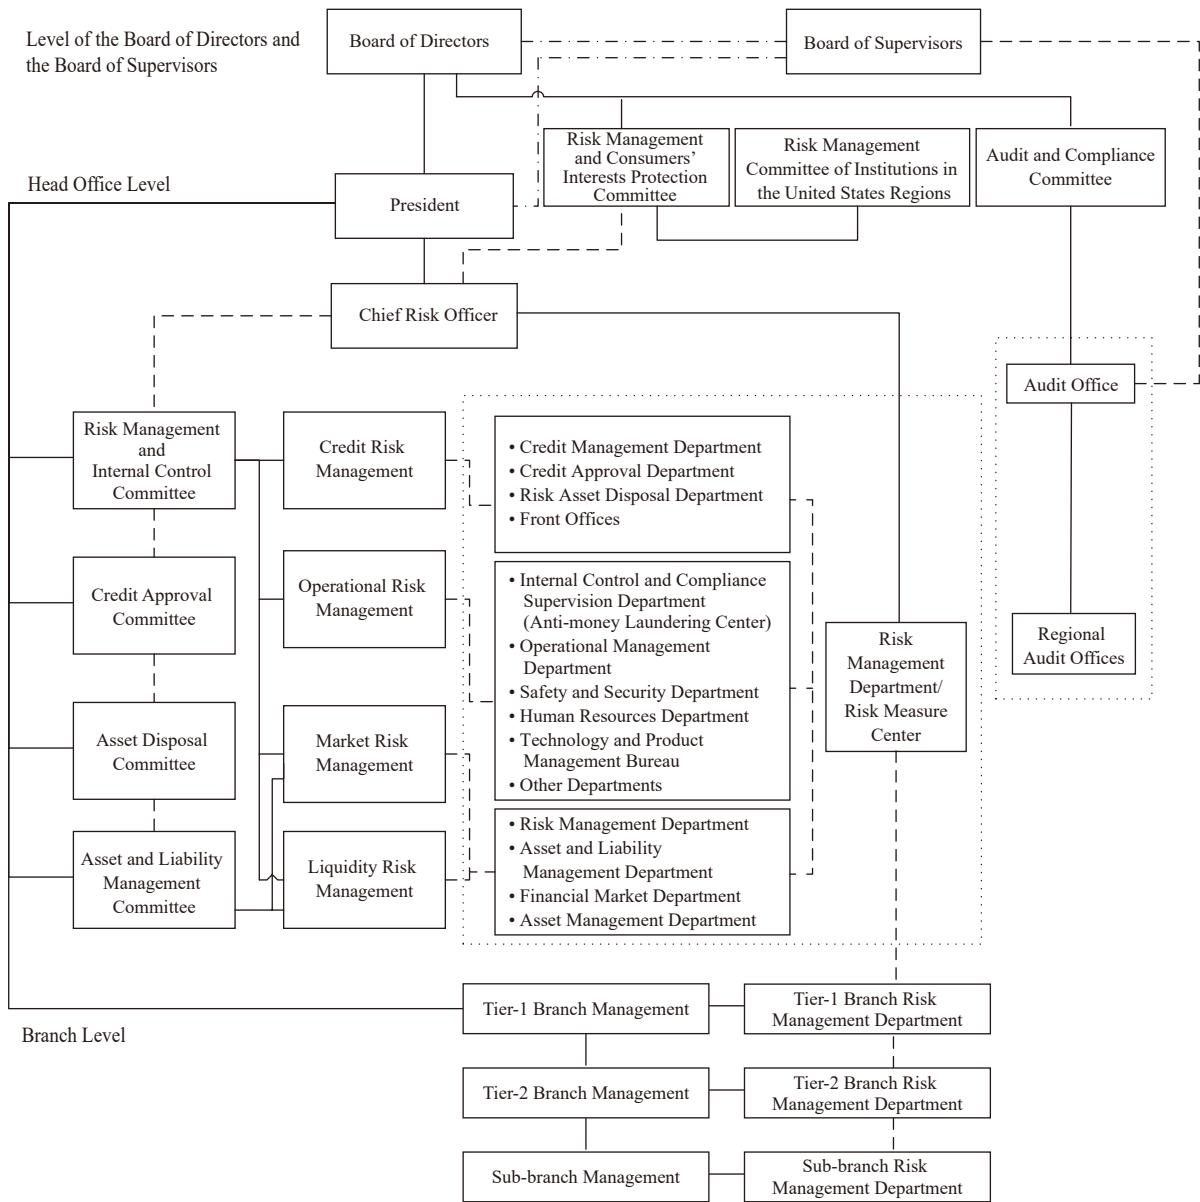 Level of the Board of Directors and
the Board of Supervisors
Board of Directors
Board of Supervisors
Risk Management
and Consumers'
Interests Protection
Committee
Risk Management
Committee of Institutions in
the United States Regions
Audit and Compliance
Committee
Head Office Level
President
Chief Risk Officer
Audit Office
Regional
Audit Offices
Risk Management
and
Internal Control
Committee
Credit Approval
Committee
Asset Disposal
Committee
Asset and Liability
Management
Committee
Credit Risk
Management
Operational Risk
Management
Market Risk
Management
Liquidity Risk
Management
• Credit Management Department
• Credit Approval Department
• Risk Asset Disposal Department
• Front Offices
• Internal Control and Compliance
Supervision Department
(Anti-money Laundering Center)
• Operational Management
Department
• Safety and Security Department
• Human Resources Department
• Technology and Product
Management Bureau
• Other Departments
• Risk Management Department
• Asset and Liability
Management Department
• Financial Market Department
• Asset Management Department
Risk
Management
Department/
Risk Measure
Center
Branch Level
Tier-1 Branch Management
Tier-1 Branch Risk
Management Department
Tier-2 Branch Management
Tier-2 Branch Risk
Management Department
Sub-branch Management
Sub-branch Risk
Management Department